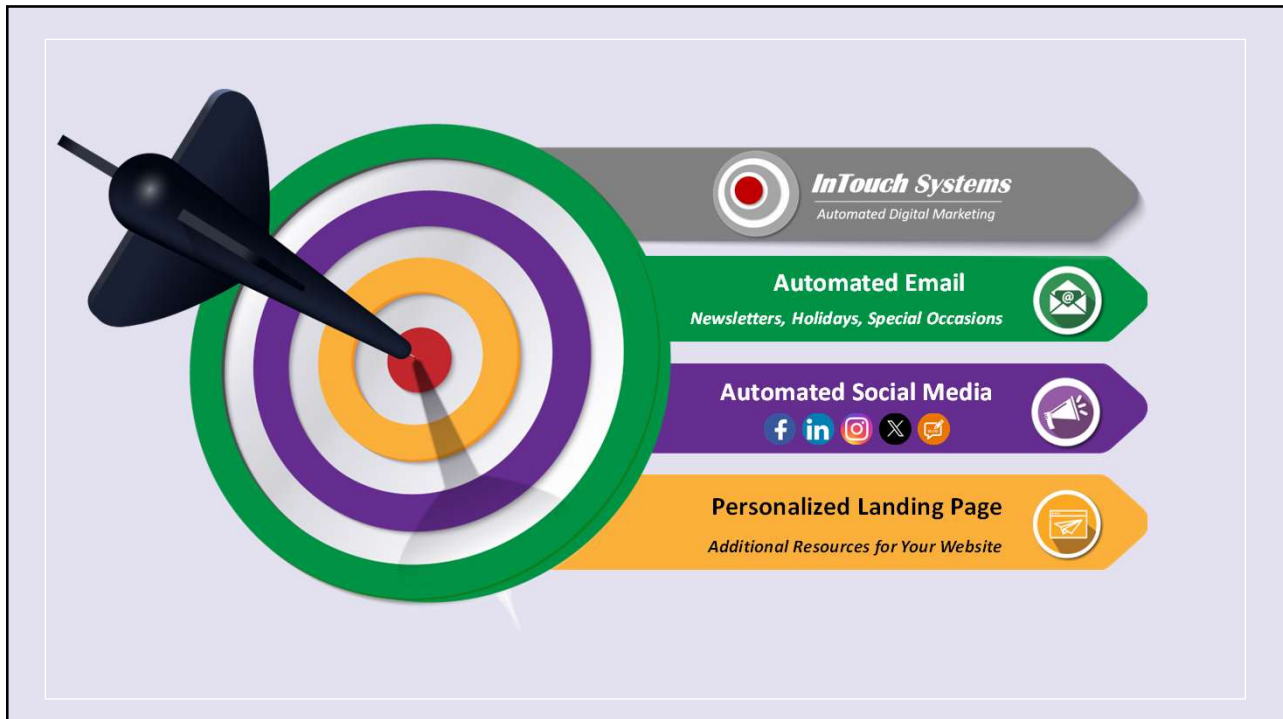 InTouch Systems
Automated Digital Marketing
Automated Email
@
Newsletters, Holidays, Special Occasions
Automated Social Media
f in X
Personalized Landing Page
Additional Resources for Your Website